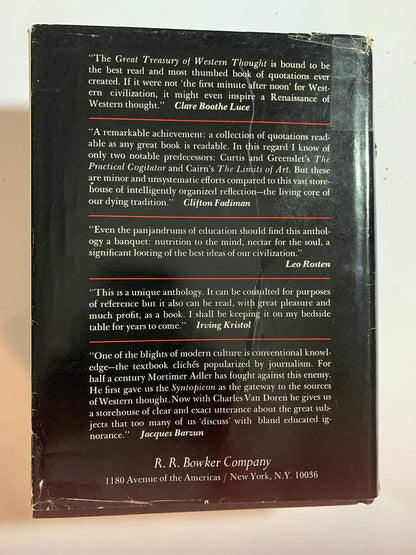 "The Great Treasury of Western Thought is bound to
be the best read and most thumbed book of quotations ever
created. If it were not 'the first minute after noon' for West-
ern civilization, it might even inspire a Renaissance of
Western thought." Clare Boothe Luce
"A remarkable achievement: a collection of quotations read-
able as any great book is readable. In this regard I know of
only two notable predecessors: Curtis and Greenslet's The
Practical Cogitator and Cairn's The Limits of Art. But these
are minor and unsystematic efforts compared to this vast store-
house of intelligently organized reflection—the living core of
our dying tradition." Clifton Fadiman
"Even the panjandrums of education should find this anthol-
ogy a banquet: nutrition to the mind, nectar for the soul, a
significant looting of the best ideas of our civilization."
Leo Rosten
"This is a unique anthology. It can be consulted for purposes
of reference but it also can be read, with great pleasure and
much profit, as a book. I shall be keeping it on my bedside
table for years to come." Irving Kristol
"One of the blights of modern culture is conventional knowl-
edge—the textbook clichés popularized by journalism. For
half a century Mortimer Adler has fought against this enemy.
He first gave us the Syntopicon as the gateway to the sources
of Western thought. Now with Charles Van Doren he gives us
a storehouse of clear and exact utterance about the great sub-
jects that too many of us 'discuss' with bland educated ig-
norance." Jacques Barzun
R. R. Bowker Company
1180 Avenue of the Americas / New York, N.Y. 10036